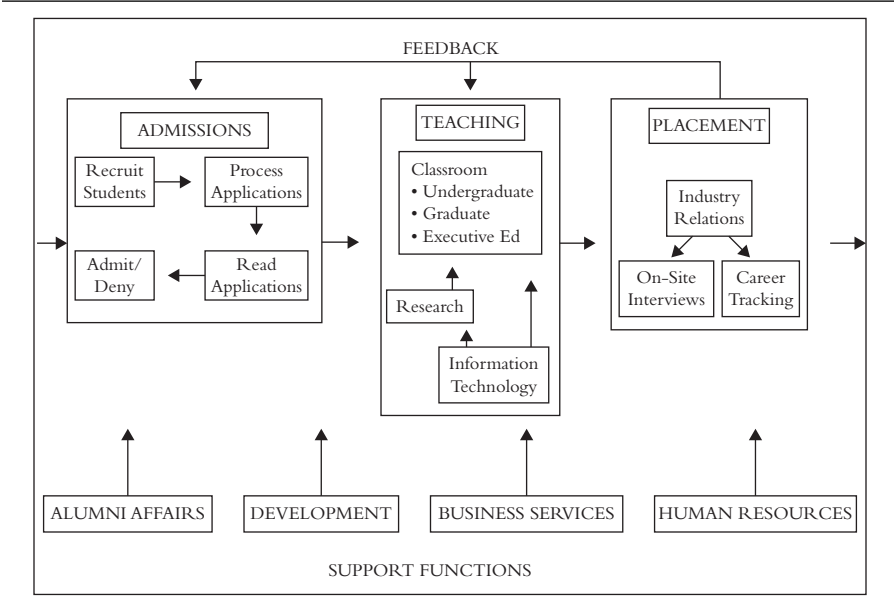 FEEDBACK
ADMISSIONS
Recruit
Students
Process
Applications
Admit/
Deny
Read
Applications
TEACHING
Classroom
• Undergraduate
• Graduate
• Executive Ed
Research
Information
Technology
PLACEMENT
Industry
Relations
On-Site
Interviews
Career
Tracking
ALUMNI AFFAIRS
DEVELOPMENT
BUSINESS SERVICES
HUMAN RESOURCES
SUPPORT FUNCTIONS